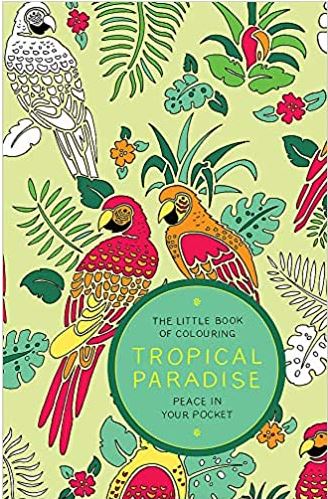 THE LITTLE BOOK
OF COLOURING
TROPICAL
PARADISE
PEACE IN
YOUR POCKET